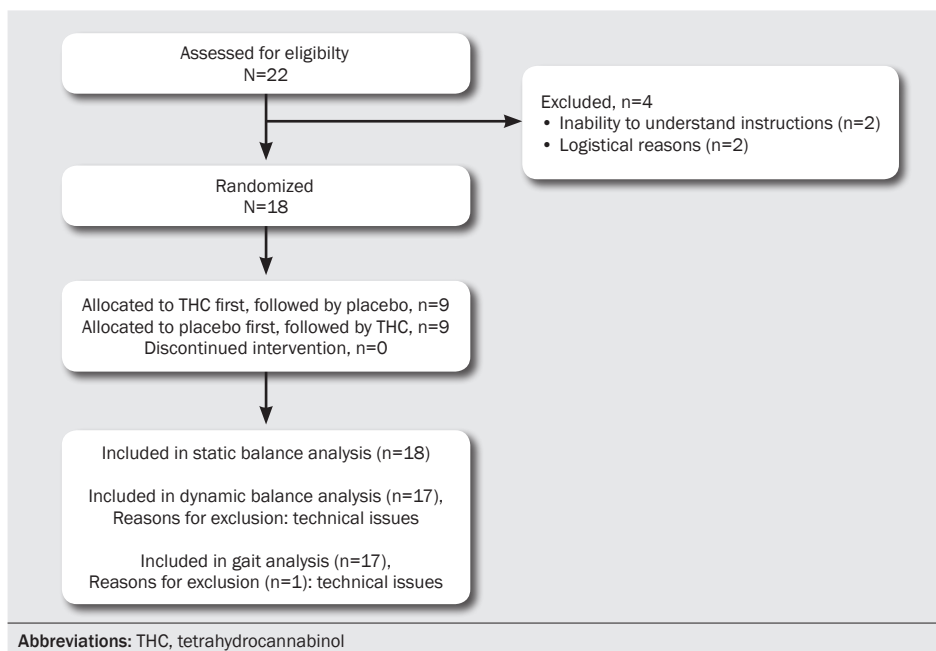 Assessed for eligibilty
N=22
Excluded, n=4
• Inability to understand instructions (n=2)
• Logistical reasons (n=2)
Randomized
N=18
Allocated to THC first, followed by placebo, n=9
Allocated to placebo first, followed by THC, n=9
Discontinued intervention, n=0
Included in static balance analysis (n=18)
Included in dynamic balance analysis (n=17),
Reasons for exclusion: technical issues
Included in gait analysis (n=17),
Reasons for exclusion (n=1): technical issues
Abbreviations: THC, tetrahydrocannabinol